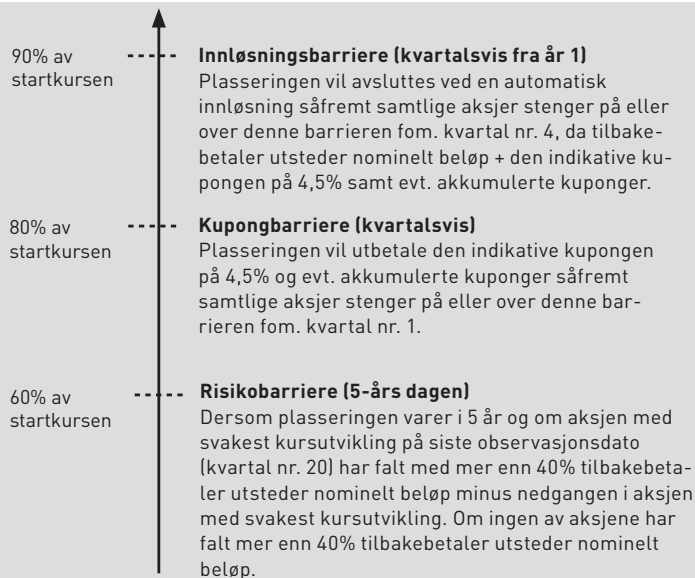 90% av
startkursen
Innløsningsbarriere (kvartalsvis fra år 1)
Plasseringen vil avsluttes ved en automatisk
innløsning såfremt samtlige aksjer stenger på eller
over denne barrieren fom. kvartal nr. 4, da tilbake-
betaler utsteder nominelt beløp + den indikative ku-
pongen på 4,5% samt evt. akkumulerte kuponger.
80% av
startkursen
Kupongbarriere (kvartalsvis)
Plasseringen vil utbetale den indikative kupongen
på 4,5% og evt. akkumulerte kuponger såfremt
samtlige aksjer stenger på eller over denne bar-
rieren fom. kvartal nr. 1.
60% av
startkursen
Risikobarriere (5-års dagen)
Dersom plasseringen varer i 5 år og om aksjen med
svakest kursutvikling på siste observasjonsdato
(kvartal nr. 20) har falt med mer enn 40% tilbakebeta-
ler utsteder nominelt beløp minus nedgangen i aksjen
med svakest kursutvikling. Om ingen av aksjene har
falt mer enn 40% tilbakebetaler utsteder nominelt
beløp.